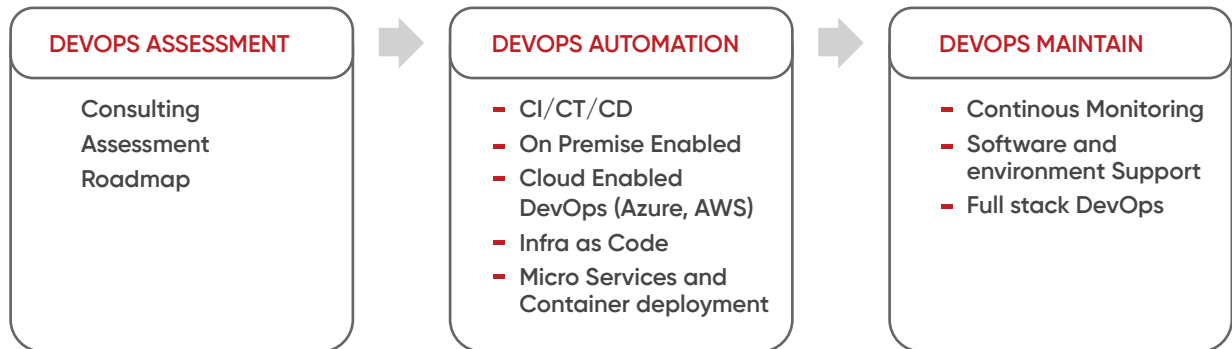 DEVOPS ASSESSMENT
Consulting
Assessment
Roadmap
DEVOPS AUTOMATION
- CI/CT/CD
- On Premise Enabled
- Cloud Enabled
DevOps (Azure, AWS)
- Infra as Code
- Micro Services and
Container deployment
DEVOPS MAINTAIN
- Continous Monitoring
- Software and
environment Support
- Full stack DevOps